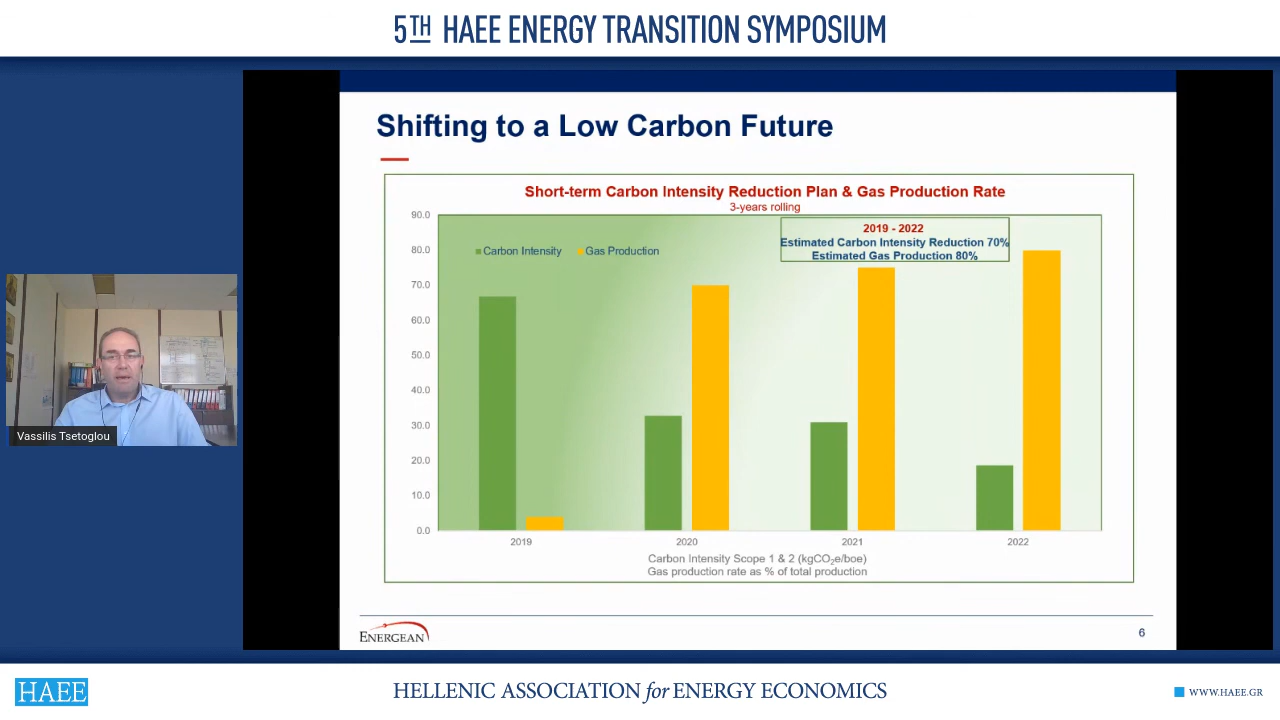 5TH HAEE ENERGY TRANSITION SYMPOSIUM
Shifting to a Low Carbon Future
Short-term Carbon Intensity Reduction Plan & Gas Production Rate
3-years rolling
90.0
80.0
70.0
60.0
50.0
40.0
30.0
20.0
10.0
0.0
Carbon Intensity
Gas Production
2019 - 2022
Estimated Carbon Intensity Reduction 70%
Estimated Gas Production 80%
2019
2020
2021
2022
Carbon Intensity Scope 1 & 2 (kgCO₂e/boe)
Gas production rate as % of total production
ENERGEAN
6
Vassilis Tsetoglou
HAEE
HELLENIC ASSOCIATION for ENERGY ECONOMICS
WWW.HAEE.GR